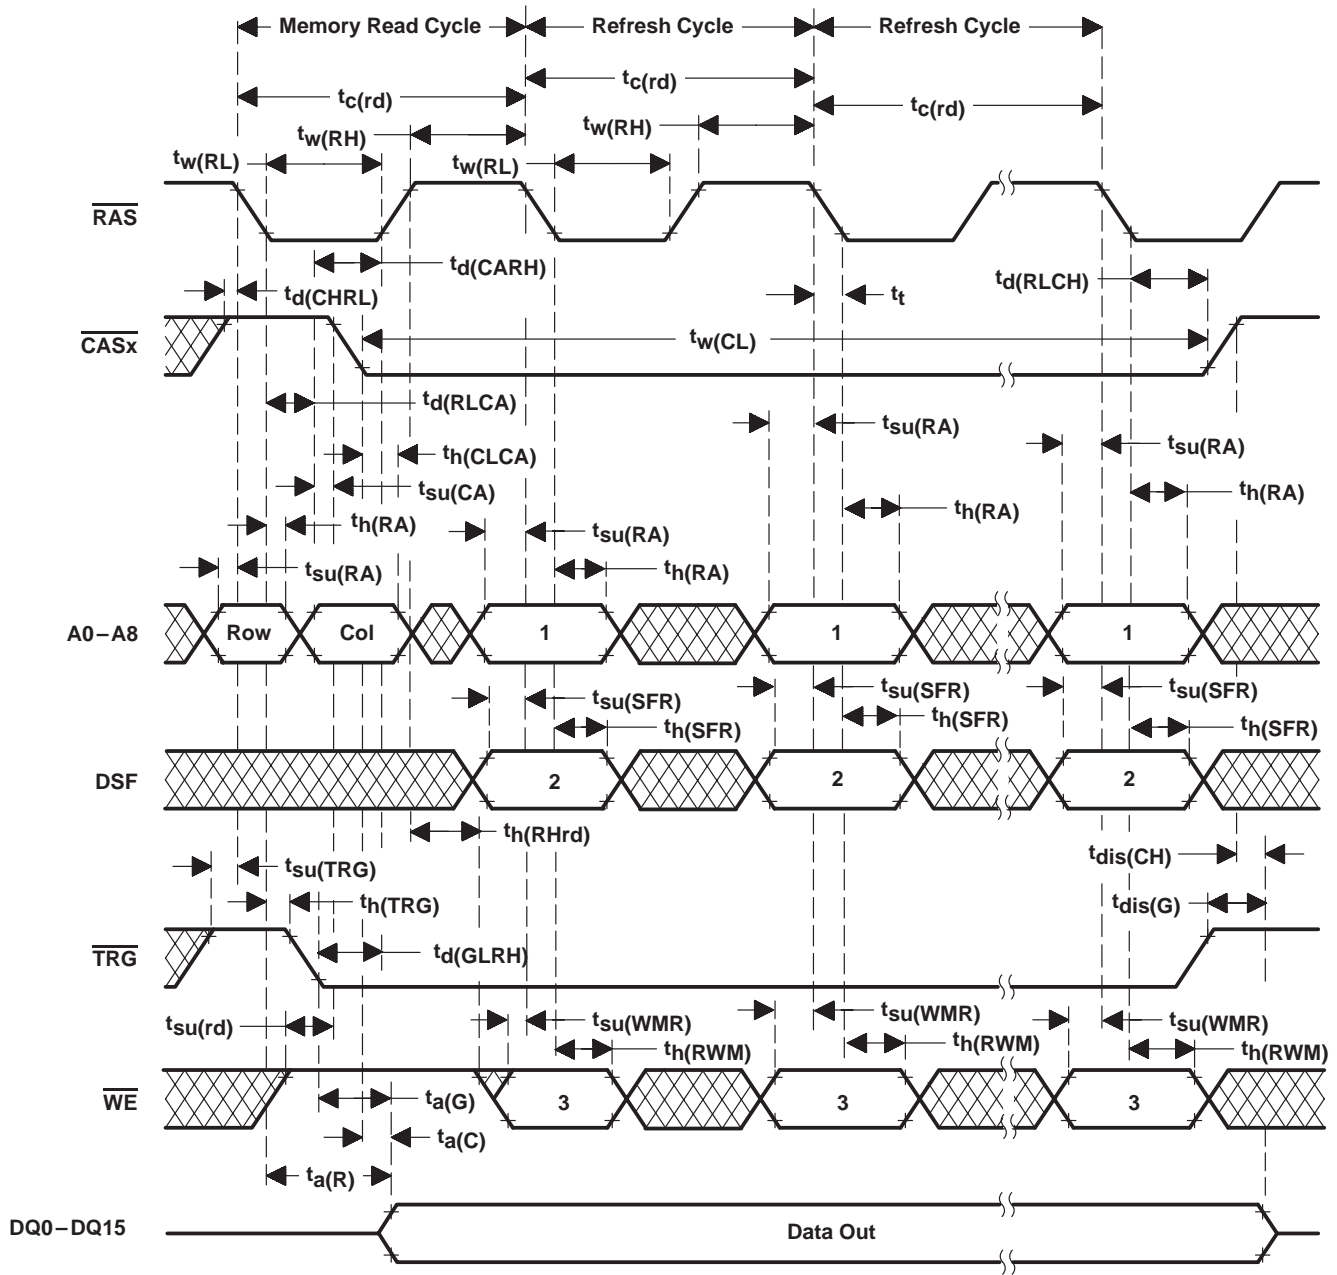 Memory Read Cycle Refresh Cycle Refresh Cycle
tc(rd)
tc(rd)
tc(rd)
tw(RH) tw(RH)
tw(RL) tw(RL)
RAS
td(CARH)
td(RLCH)
td(CHRL) tt
CASx
tw(CL)
td(RLCA)
tsu(RA)
tsu(RA)
th(CLCA)
tsu(CA)
th(RA)
th(RA)
th(RA)
tsu(RA)
tsu(RA)
th(RA)
A0–A8 Row Col 1 1 1
tsu(SFR) tsu(SFR) tsu(SFR)
th(SFR) th(SFR) th(SFR)
DSF 2 2 2
th(RHrd)
tdis(CH)
tsu(TRG)
th(TRG)
tdis(G)
TRG
td(GLRH)
tsu(rd)
tsu(WMR) tsu(WMR) tsu(WMR)
th(RWM) th(RWM) th(RWM)
WE 3 3 3
ta(G)
ta(C)
ta(R)
DQ0–DQ15 Data Out